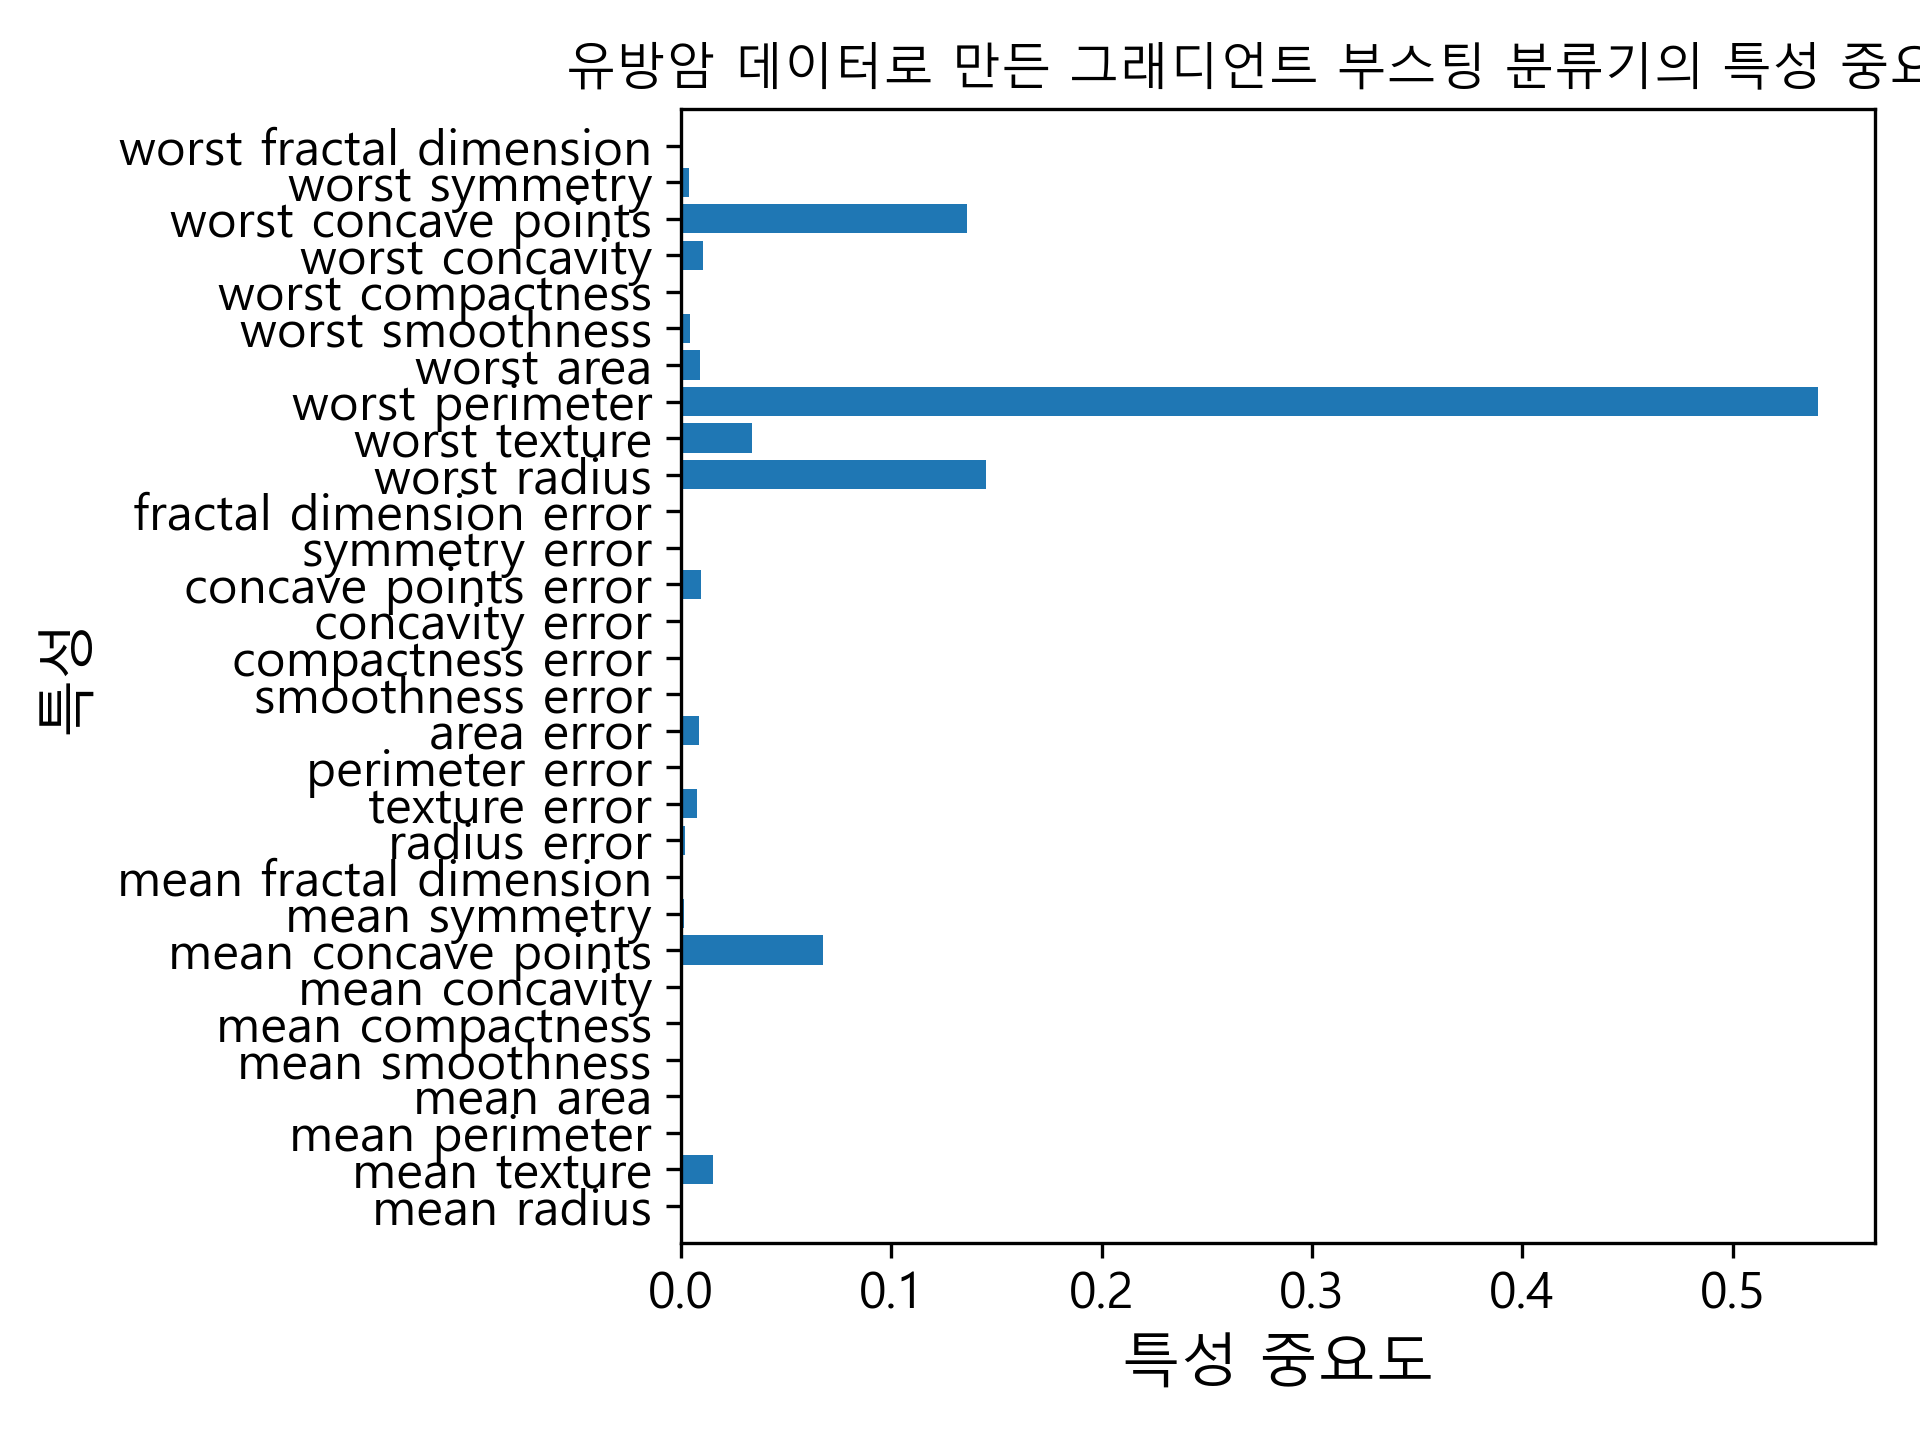 유방암 데이터로 만든 그래디언트 부스팅 분류기의 특성
worst fractal dimension
worst symmetry
worst concave points
worst concavity
worst compactness
worst smoothness
worst area
worst perimeter
worst texture
worst radius
fractal dimension error
symmetry error
concave points error
concavity error
compactness error
smoothness error
area error
perimeter error
texture error
radius error
mean fractal dimension
mean symmetry
mean concave points
mean concavity
mean compactness
mean smoothness
mean area
mean perimeter
mean texture
mean radius
특성
0.0 0.1 0.2 0.3 0.4 0.5
특성 중요도